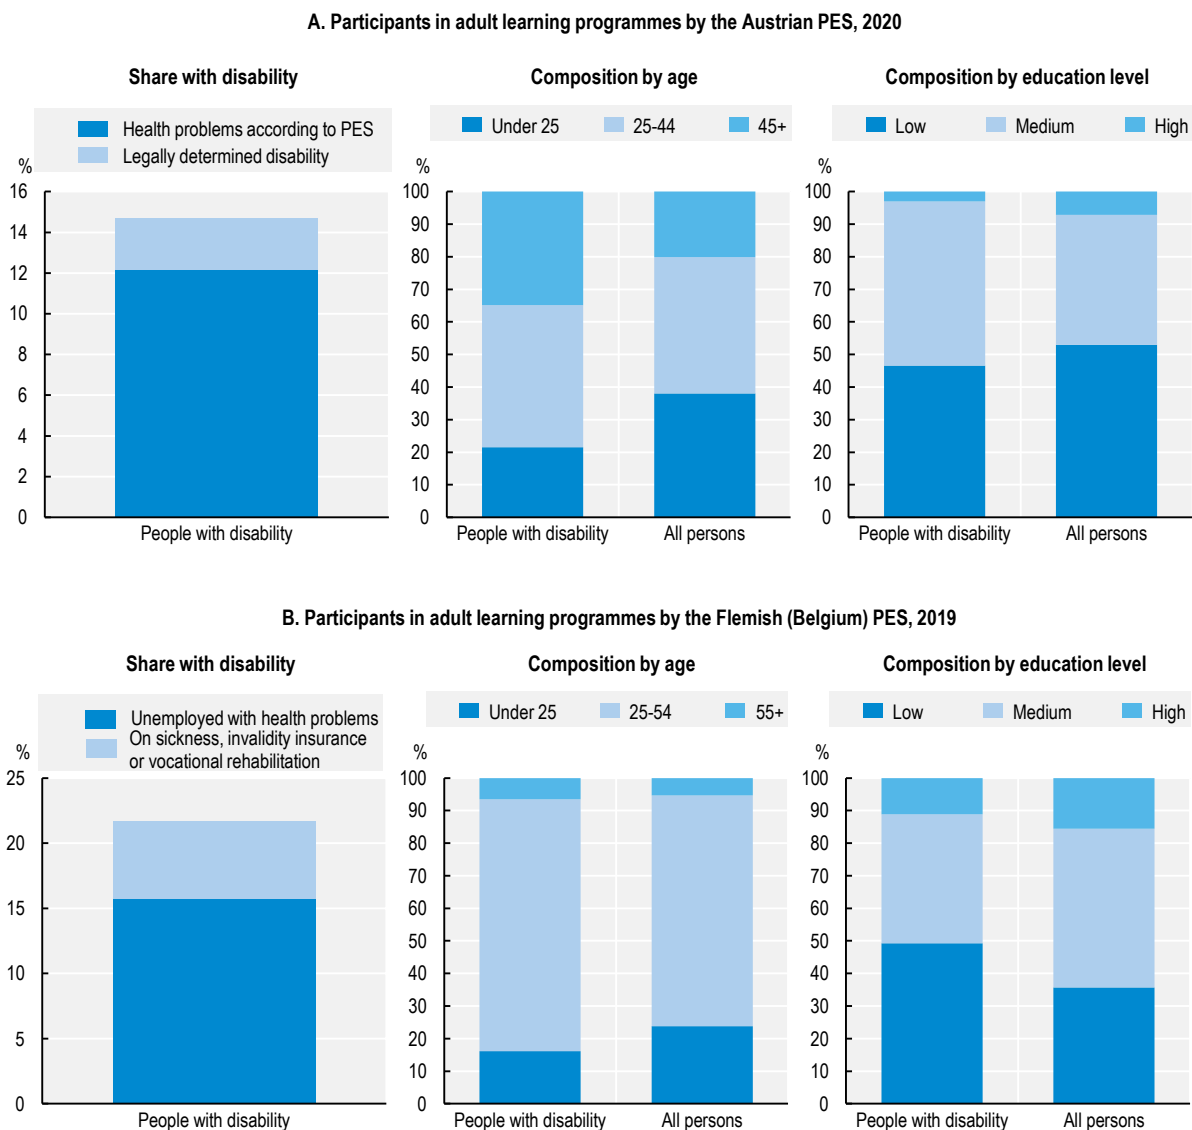 A. Participants in adult learning programmes by the Austrian PES, 2020
Share with disability
Health problems according to PES
Legally determined disability
%
16
14
12
10
8
6
4
2
0
People with disability
Composition by age
Under 25
25-44
45+
%
100
90
80
70
60
50
40
30
20
10
0
People with disability
All persons
Composition by education level
Low
Medium
High
%
100
90
80
70
60
50
40
30
20
10
0
People with disability
All persons
B. Participants in adult learning programmes by the Flemish (Belgium) PES, 2019
Share with disability
Unemployed with health problems
On sickness, invalidity insurance
or vocational rehabilitation
%
25
20
15
10
5
0
People with disability
Composition by age
Under 25
25-54
55+
%
100
90
80
70
60
50
40
30
20
10
0
People with disability
All persons
Composition by education level
Low
Medium
High
%
100
90
80
70
60
50
40
30
20
10
0
People with disability
All persons